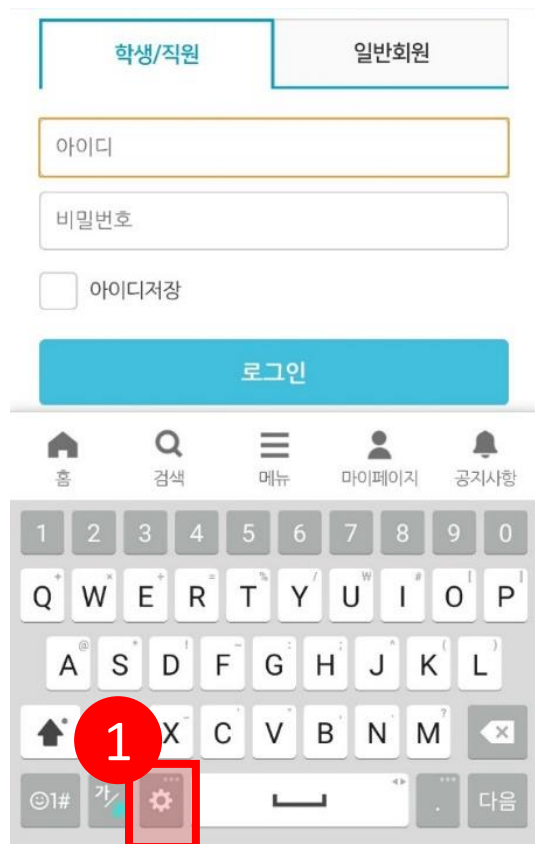 학생/직원 일반회원
아이디
비밀번호
아이디저장
로그인
홈 검색 메뉴 마이페이지 공지사항
1 2 3 4 5 6 7 8 9 0
+ × ÷ = % / ₩ # [ ]
Q W E R T Y U I O P
@ * ! ~ : ; ^ ( )
A S D F G H J K L
1 X C V B N M ?
☺1# 가/ . 다음